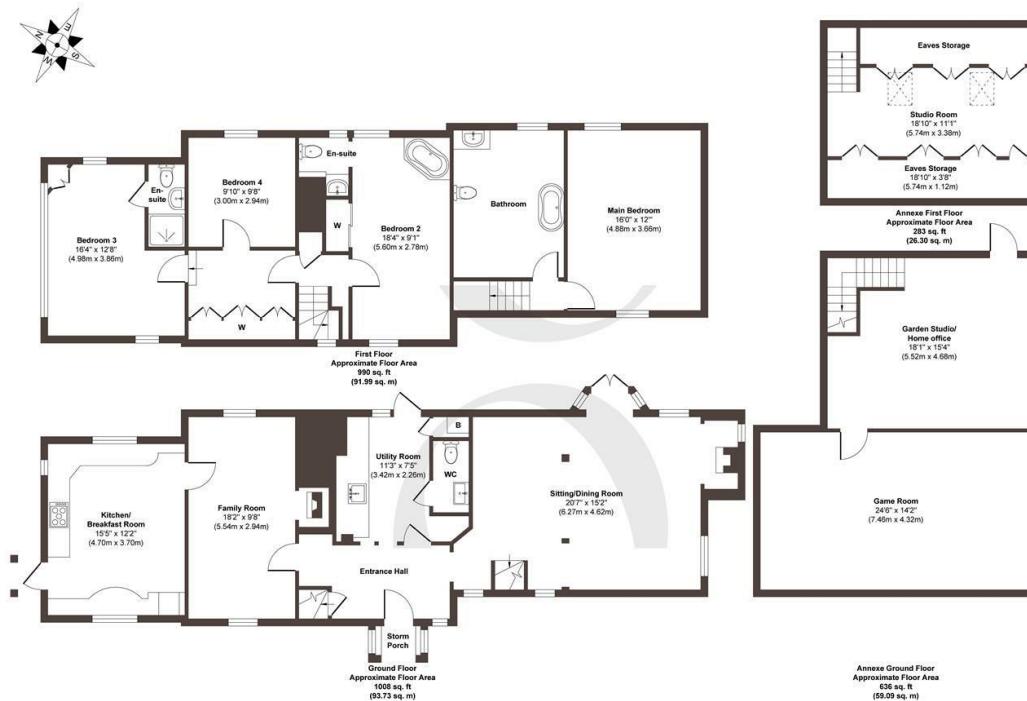 N
E
S
W
Eaves Storage
Studio Room
18'10" x 11'1"
(5.74m x 3.38m)
Eaves Storage
18'10" x 3'8"
(5.74m x 1.12m)
Annexe First Floor
Approximate Floor Area
283 sq. ft
(26.30 sq. m)
En-suite
Bedroom 4
9'10" x 9'8"
(3.00m x 2.94m)
En-
suite
Bedroom 3
16'4" x 12'8"
(4.98m x 3.86m)
W
Bedroom 2
18'4" x 9'1"
(5.60m x 2.78m)
Bathroom
Main Bedroom
16'0" x 12'"
(4.88m x 3.66m)
W
First Floor
Approximate Floor Area
990 sq. ft
(91.99 sq. m)
Garden Studio/
Home office
18'1" x 15'4"
(5.52m x 4.68m)
Kitchen/
Breakfast Room
15'5" x 12'2"
(4.70m x 3.70m)
Family Room
18'2" x 9'8"
(5.54m x 2.94m)
Utility Room
11'3" x 7'5"
(3.42m x 2.26m)
B
WC
Sitting/Dining Room
20'7" x 15'2"
(6.27m x 4.62m)
Game Room
24'6" x 14'2"
(7.46m x 4.32m)
Entrance Hall
Storm
Porch
Ground Floor
Approximate Floor Area
1008 sq. ft
(93.73 sq. m)
Annexe Ground Floor
Approximate Floor Area
636 sq. ft
(59.09 sq. m)